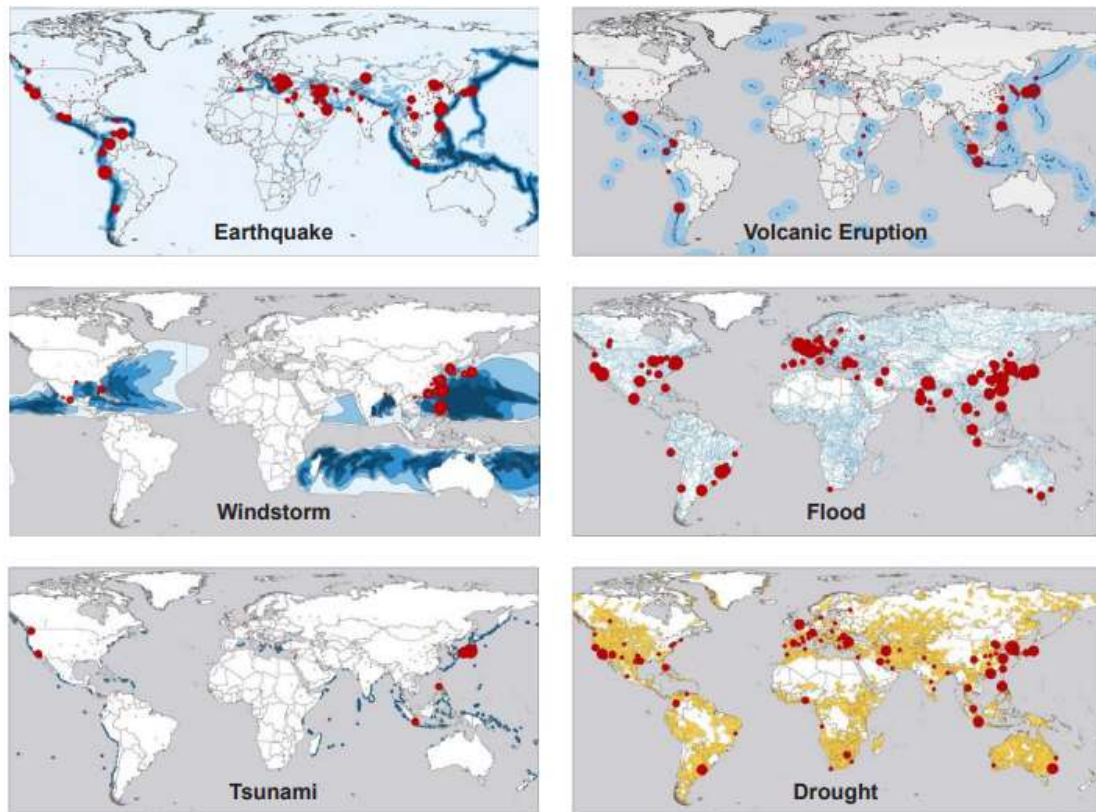 Earthquake
Volcanic Eruption
Windstorm
Flood
Tsunami
Drought